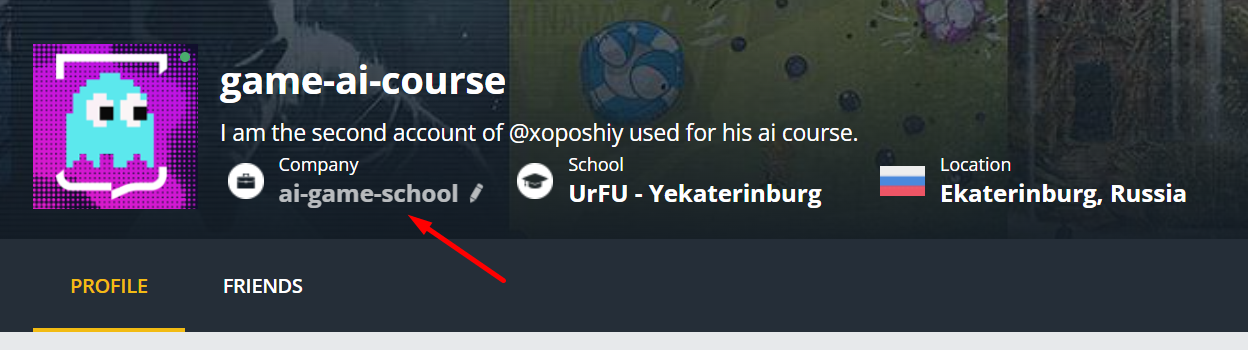 game-ai-course
I am the second account of @xoposhiy used for his ai course.
Company
ai-game-school
School
UrFU - Yekaterinburg
Location
Ekaterinburg, Russia
PROFILE
FRIENDS